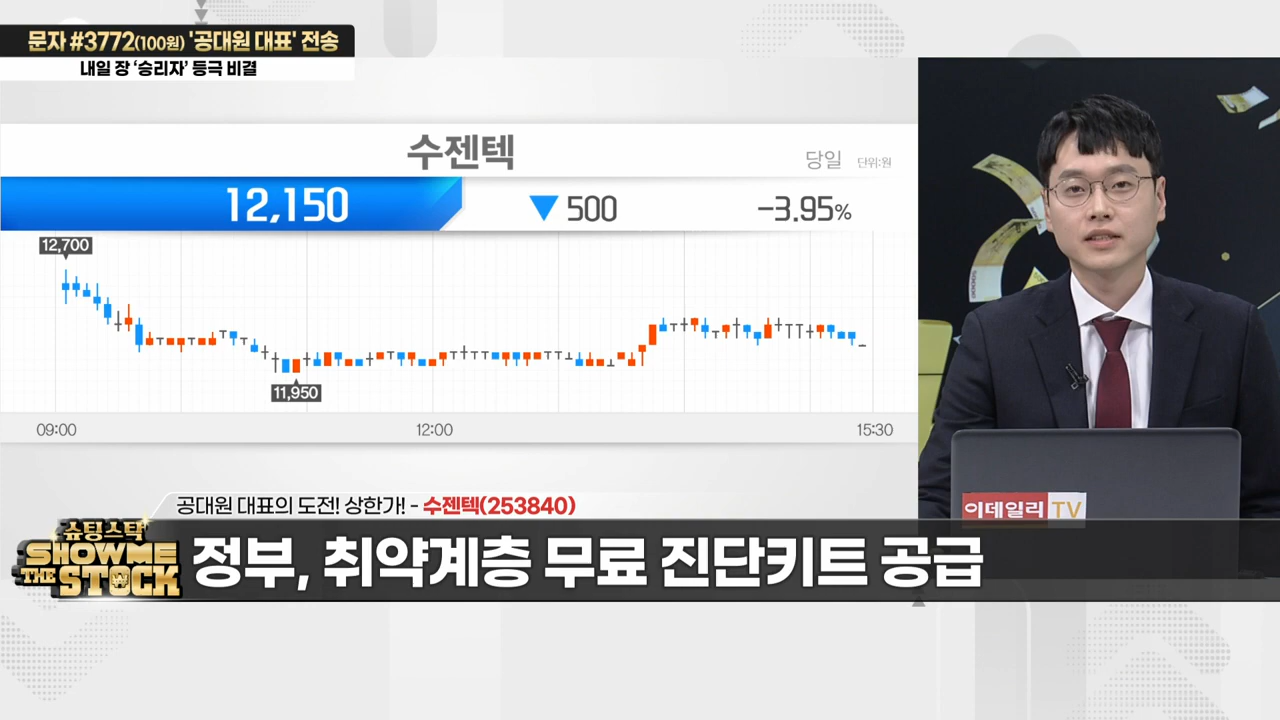 문자 #3772(100원) '공대원 대표' 전송
내일 장 '승리자' 등극 비결
수젠텍
당일 단위:원
12,150 ▼500 -3.95%
12,700
11,950
09:00 12:00 15:30
이데일리TV
공대원 대표의 도전! 상한가! - 수젠텍(253840)
슈팅스탁
SHOW ME
THE STOCK
정부, 취약계층 무료 진단키트 공급